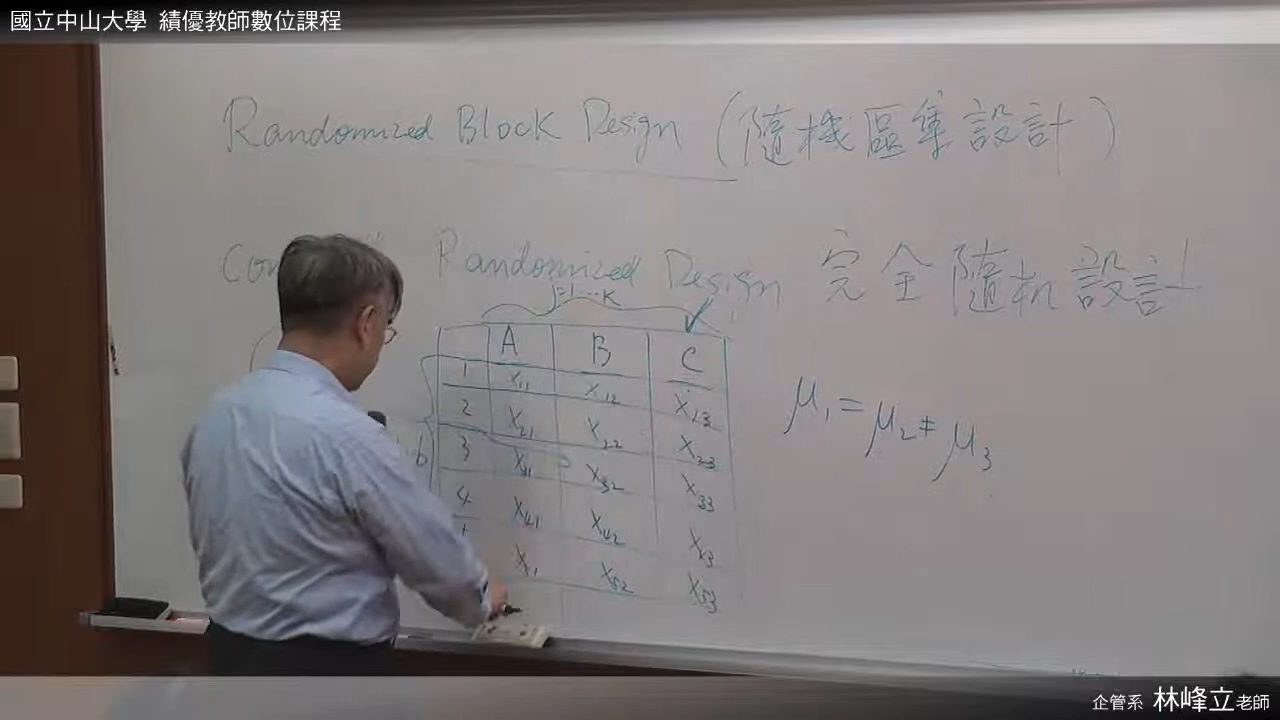 國立中山大學 績優教師數位課程
Randomized Block Design (隨機區集設計)
Randomized Design 完全隨机設計
j=1…K
A B C
1 X11 X12 X13
2 X21 X22 X23
3 X31 X32 X33
b
4 X41 X42 X43
X51 X52 X53
μ1 = μ2 ≠ μ3
企管系 林峰立老師